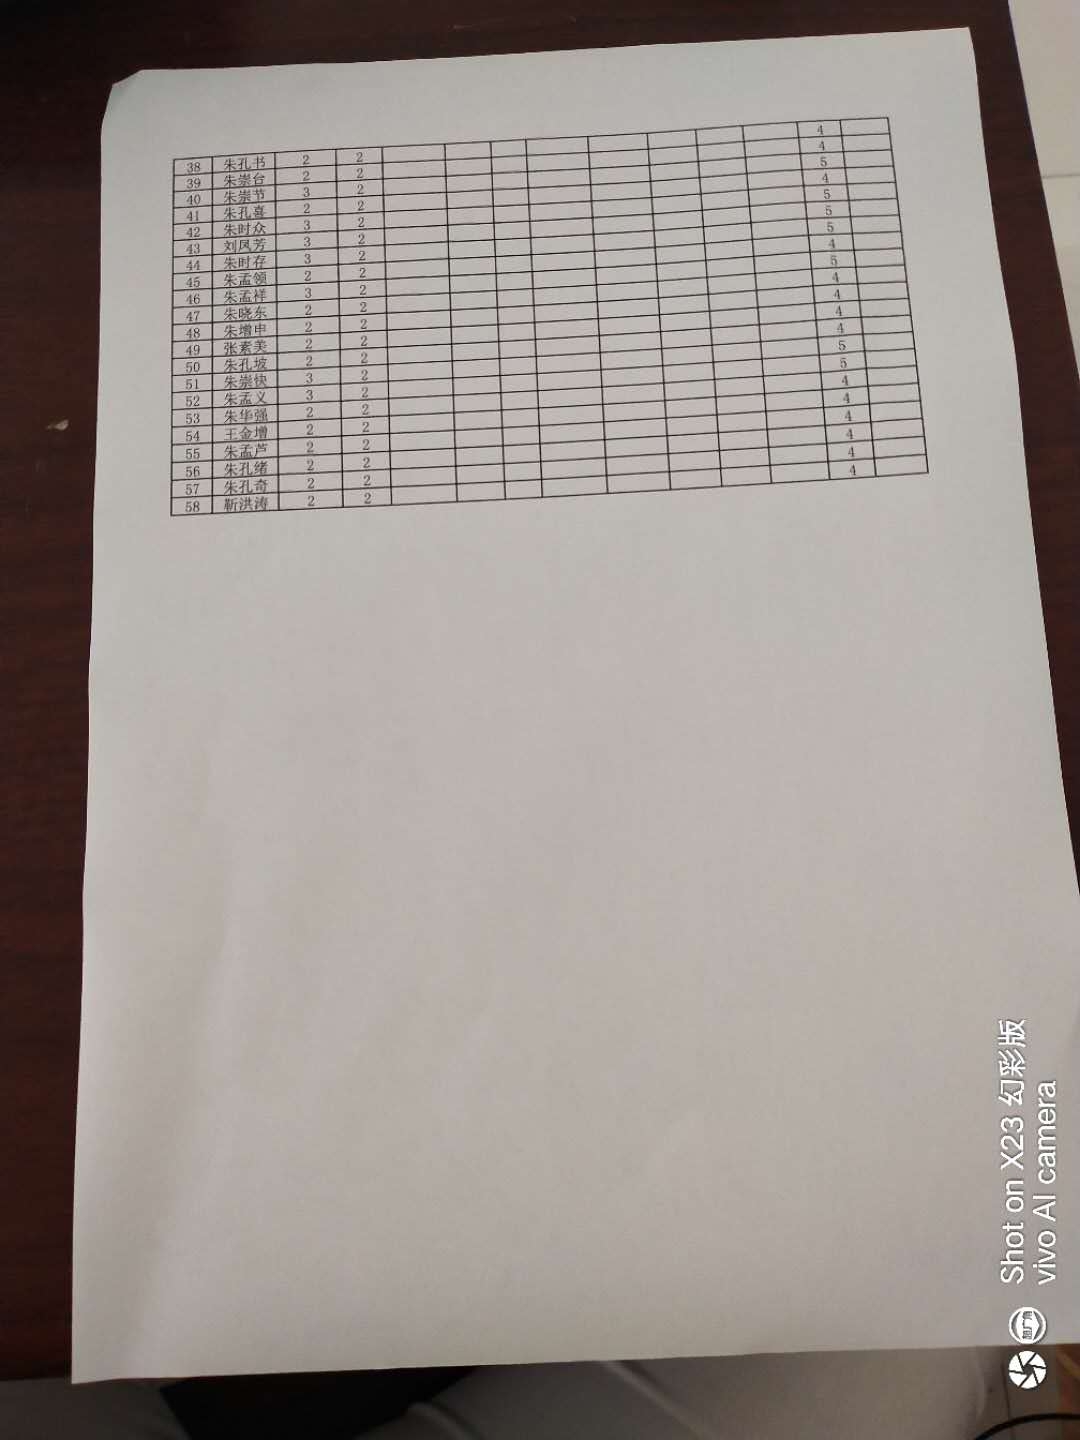 38 朱孔书 2 2 4
39 朱崇台 2 2 4
40 朱崇节 3 2 5
41 朱孔喜 2 2 4
42 朱时众 3 2 5
43 刘凤芳 3 2 5
44 朱时存 3 2 5
45 朱孟领 2 2 4
46 朱孟祥 3 2 5
47 朱晓东 2 2 4
48 朱增申 2 2 4
49 张素美 2 2 4
50 朱孔坡 2 2 4
51 朱崇快 3 2 5
52 朱孟义 3 2 5
53 朱华强 2 2 4
54 王金增 2 2 4
55 朱孟芦 2 2 4
56 朱孔绪 2 2 4
57 朱孔奇 2 2 4
58 靳洪涛 2 2 4
Shot on X23 幻彩版
vivo AI camera
超广角